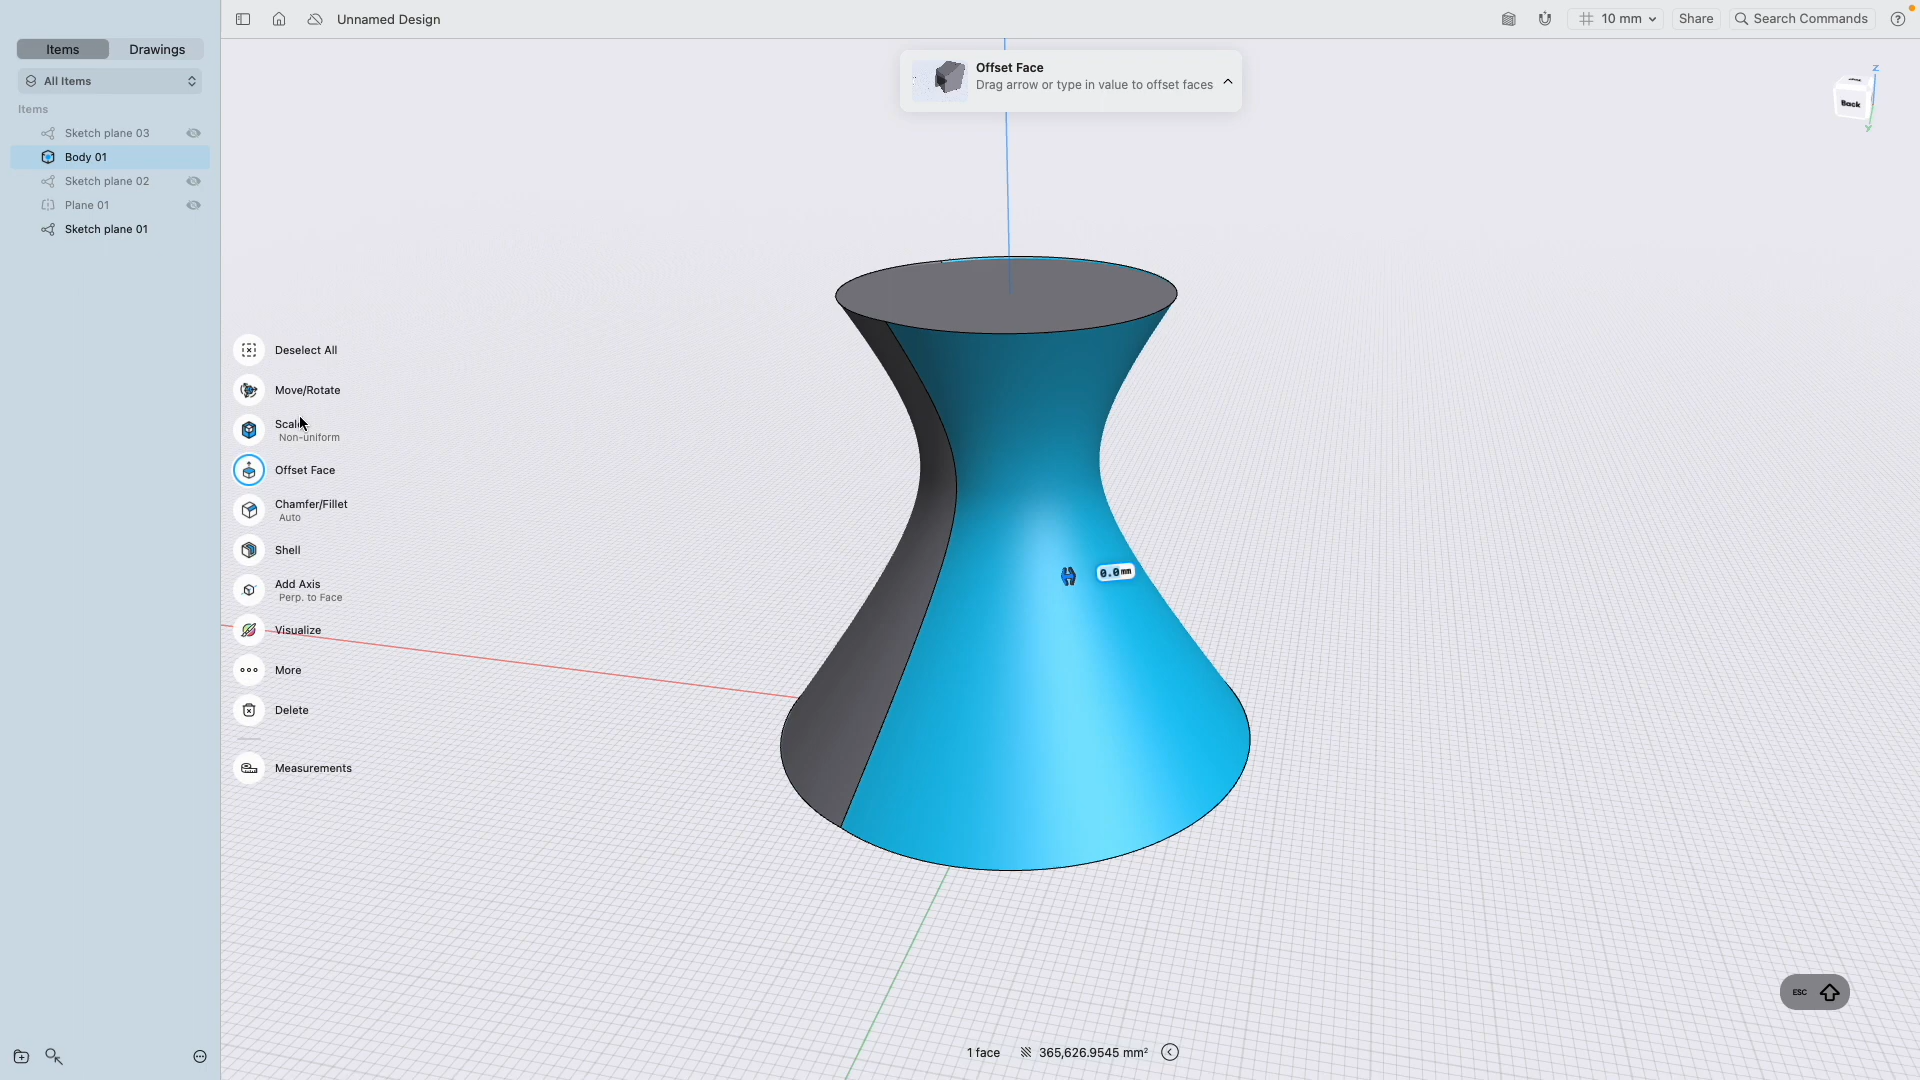 Unnamed Design
10 mm
Share
Search Commands
Items
Drawings
All Items
Items
Sketch plane 03
Body 01
Sketch plane 02
Plane 01
Sketch plane 01
Offset Face
Drag arrow or type in value to offset faces
Z
Back
Y
Deselect All
Move/Rotate
Scale
Non-uniform
Offset Face
Chamfer/Fillet
Auto
Shell
Add Axis
Perp. to Face
Visualize
More
Delete
Measurements
0.0 mm
ESC
1 face
365,626.9545 mm²